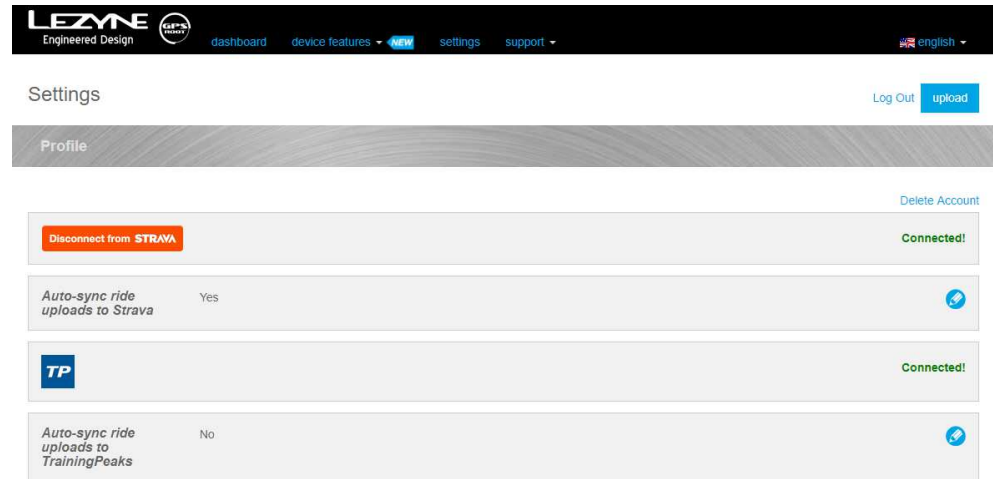 LEZYNE
Engineered Design
GPS
ROOT
dashboard device features NEW settings support english
Settings
Log Out upload
Profile
Delete Account
Disconnect from STRAVA Connected!
Auto-sync ride Yes
uploads to Strava
TP Connected!
Auto-sync ride No
uploads to
TrainingPeaks